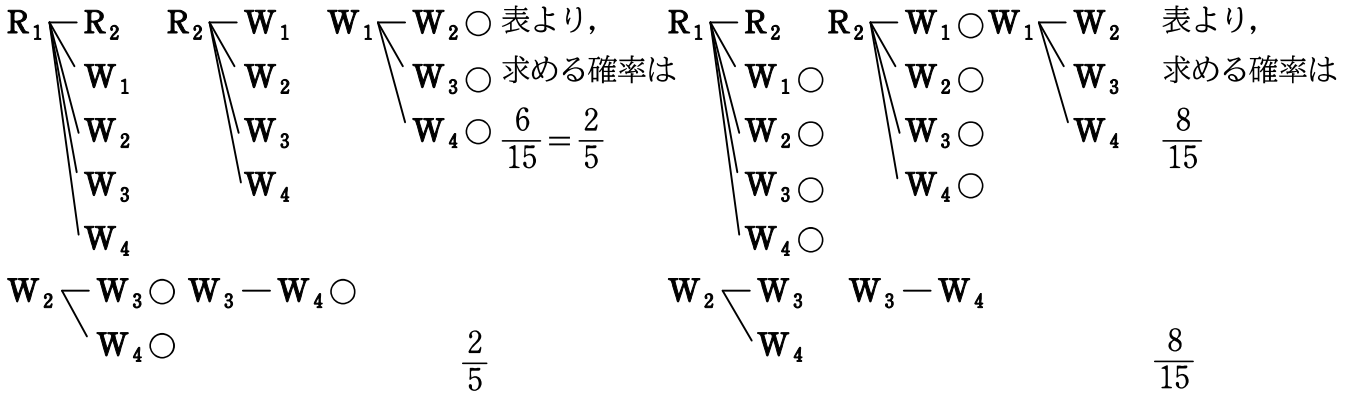 R₁ R₂ R₂ W₁ W₁ W₂○ 表より，
W₁ W₂ W₃○ 求める確率は
W₂ W₃ W₄○ 6/15 = 2/5
W₃ W₄
W₄
W₂ W₃○ W₃ W₄○
W₄○
2/5
R₁ R₂ R₂ W₁○ W₁ W₂ 表より，
W₁○ W₂○ W₃ 求める確率は
W₂○ W₃○ W₄ 8/15
W₃○ W₄○
W₄○
W₂ W₃ W₃ W₄
W₄
8/15